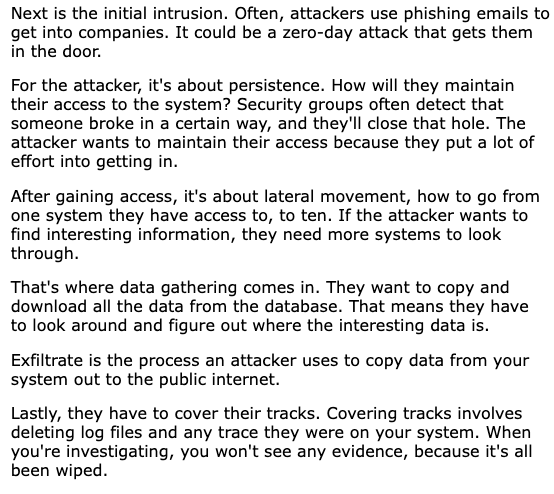 Next is the initial intrusion. Often, attackers use phishing emails to
get into companies. It could be a zero-day attack that gets them
in the door.
For the attacker, it's about persistence. How will they maintain
their access to the system? Security groups often detect that
someone broke in a certain way, and they'll close that hole. The
attacker wants to maintain their access because they put a lot of
effort into getting in.
After gaining access, it's about lateral movement, how to go from
one system they have access to, to ten. If the attacker wants to
find interesting information, they need more systems to look
through.
That's where data gathering comes in. They want to copy and
download all the data from the database. That means they have
to look around and figure out where the interesting data is.
Exfiltrate is the process an attacker uses to copy data from your
system out to the public internet.
Lastly, they have to cover their tracks. Covering tracks involves
deleting log files and any trace they were on your system. When
you're investigating, you won't see any evidence, because it's all
been wiped.